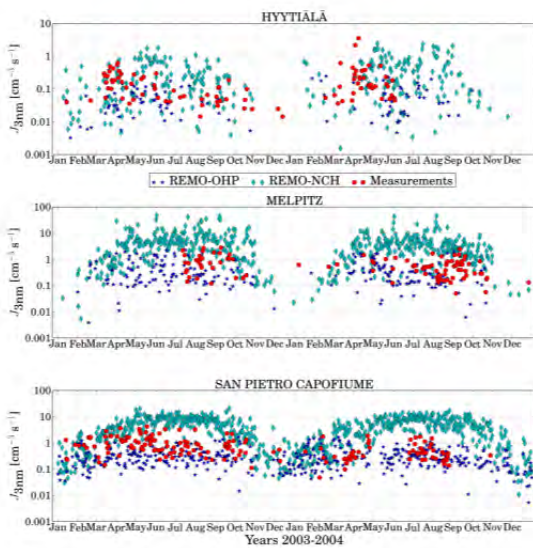 HYYTIÄLÄ
10
1
0.1
0.01
0.001
J3nm [cm⁻³ s⁻¹]
Jan Feb Mar Apr May Jun Jul Aug Sep Oct Nov Dec Jan Feb Mar Apr May Jun Jul Aug Sep Oct Nov Dec
REMO-OHP REMO-NCH Measurements
MELPITZ
100
10
1
0.1
0.01
0.001
J3nm [cm⁻³ s⁻¹]
Jan Feb Mar Apr May Jun Jul Aug Sep Oct Nov Dec Jan Feb Mar Apr May Jun Jul Aug Sep Oct Nov Dec
SAN PIETRO CAPOFIUME
100
10
1
0.1
0.01
0.001
J3nm [cm⁻³ s⁻¹]
Jan Feb Mar Apr May Jun Jul Aug Sep Oct Nov Dec Jan Feb Mar Apr May Jun Jul Aug Sep Oct Nov Dec
Years 2003-2004